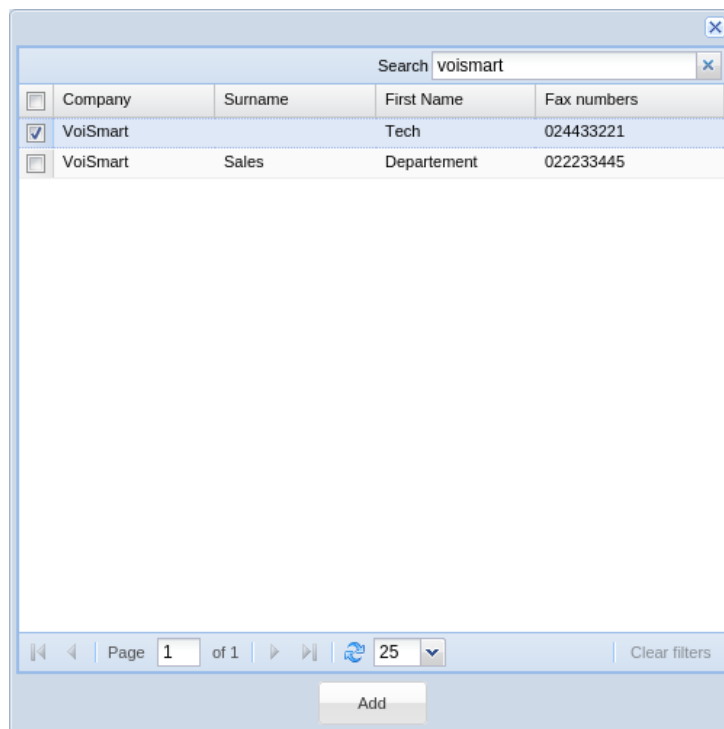 Search voismart
Company Surname First Name Fax numbers
VoiSmart Tech 024433221
VoiSmart Sales Departement 022233445
Page 1 of 1 25 Clear filters
Add